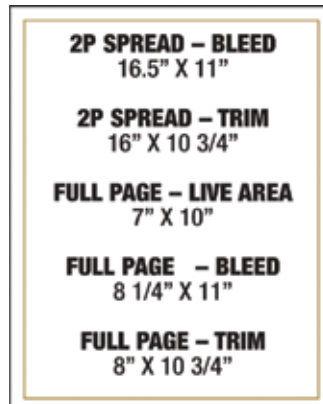 2P SPREAD – BLEED
16.5” X 11”
2P SPREAD – TRIM
16” X 10 3/4”
FULL PAGE – LIVE AREA
7” X 10”
FULL PAGE – BLEED
8 1/4” X 11”
FULL PAGE – TRIM
8” X 10 3/4”